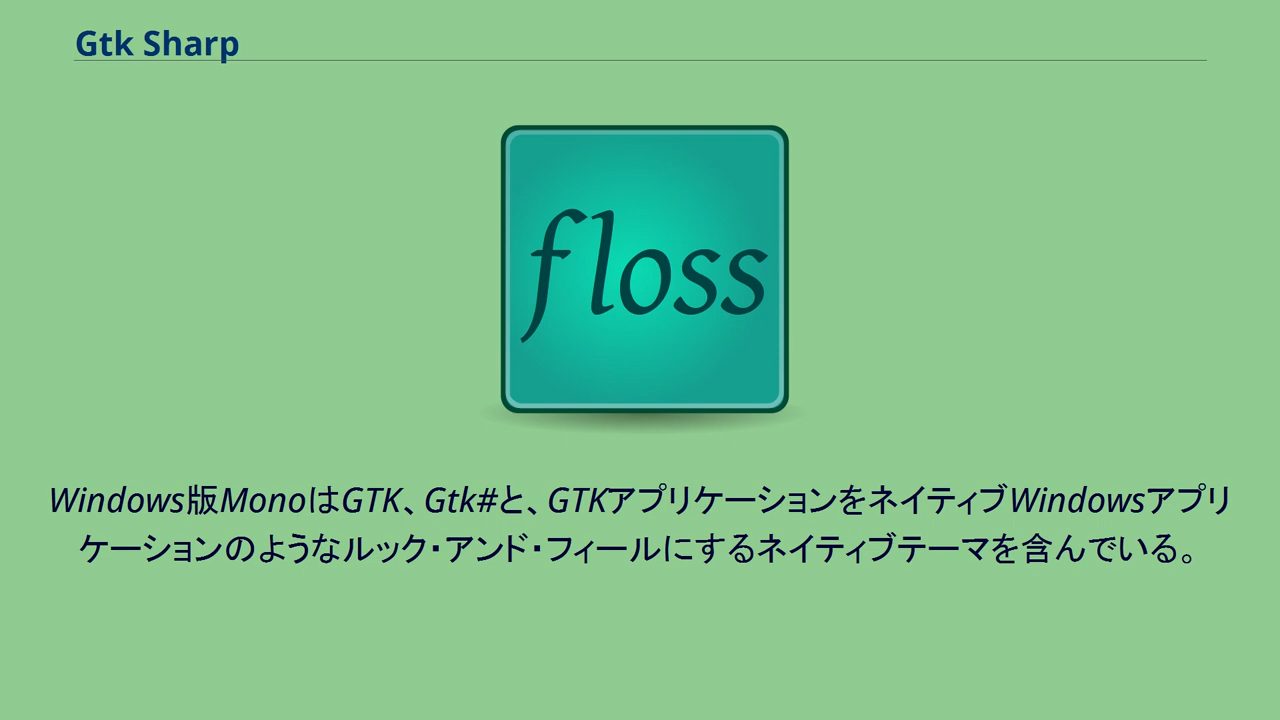 Gtk Sharp
floss
Windows版MonoはGTK、Gtk#と、GTKアプリケーションをネイティブWindowsアプリ
ケーションのようなルック・アンド・フィールにするネイティブテーマを含んでいる。